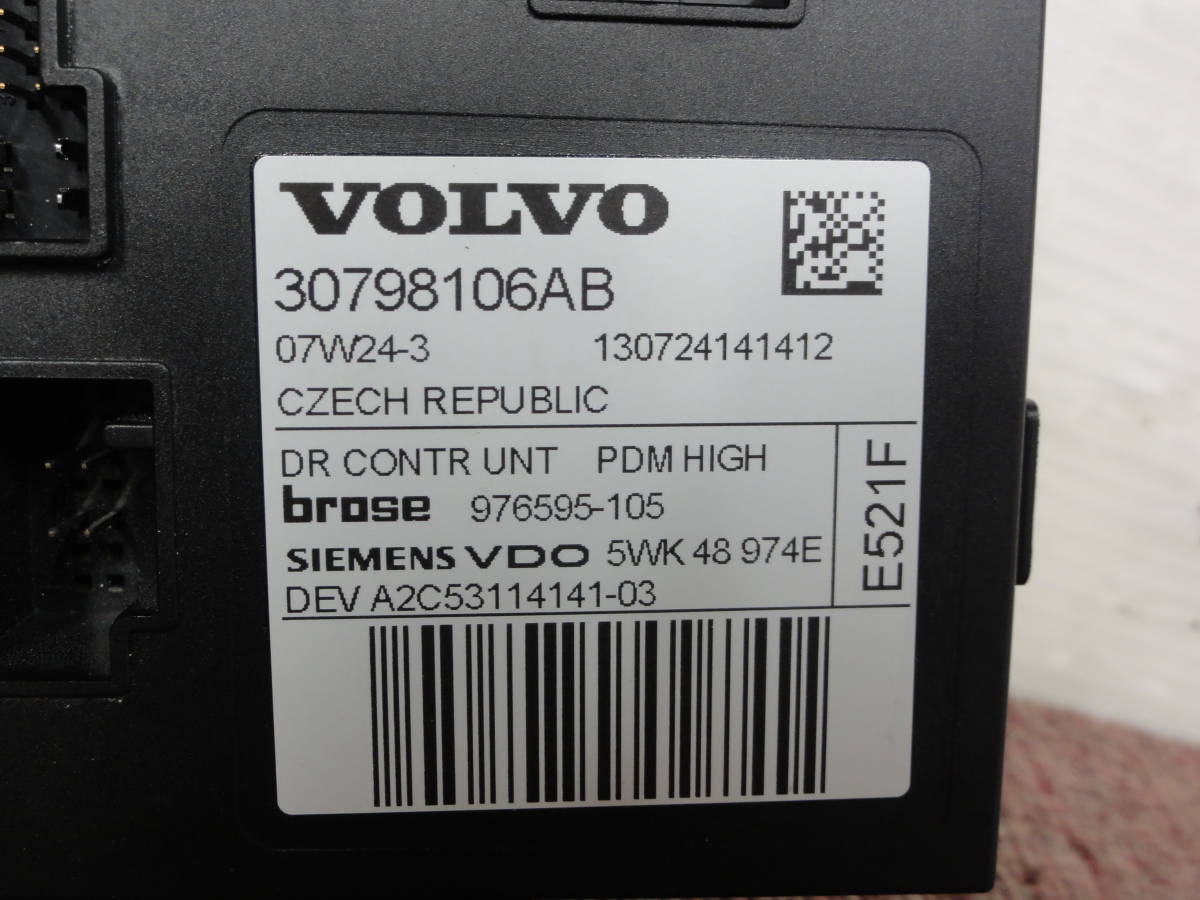 VOLVO
30798106AB
07W24-3 130724141412
CZECH REPUBLIC
DR CONTR UNT PDM HIGH
brose 976595-105
SIEMENS VDO 5WK 48 974E
DEV A2C53114141-03
E521F